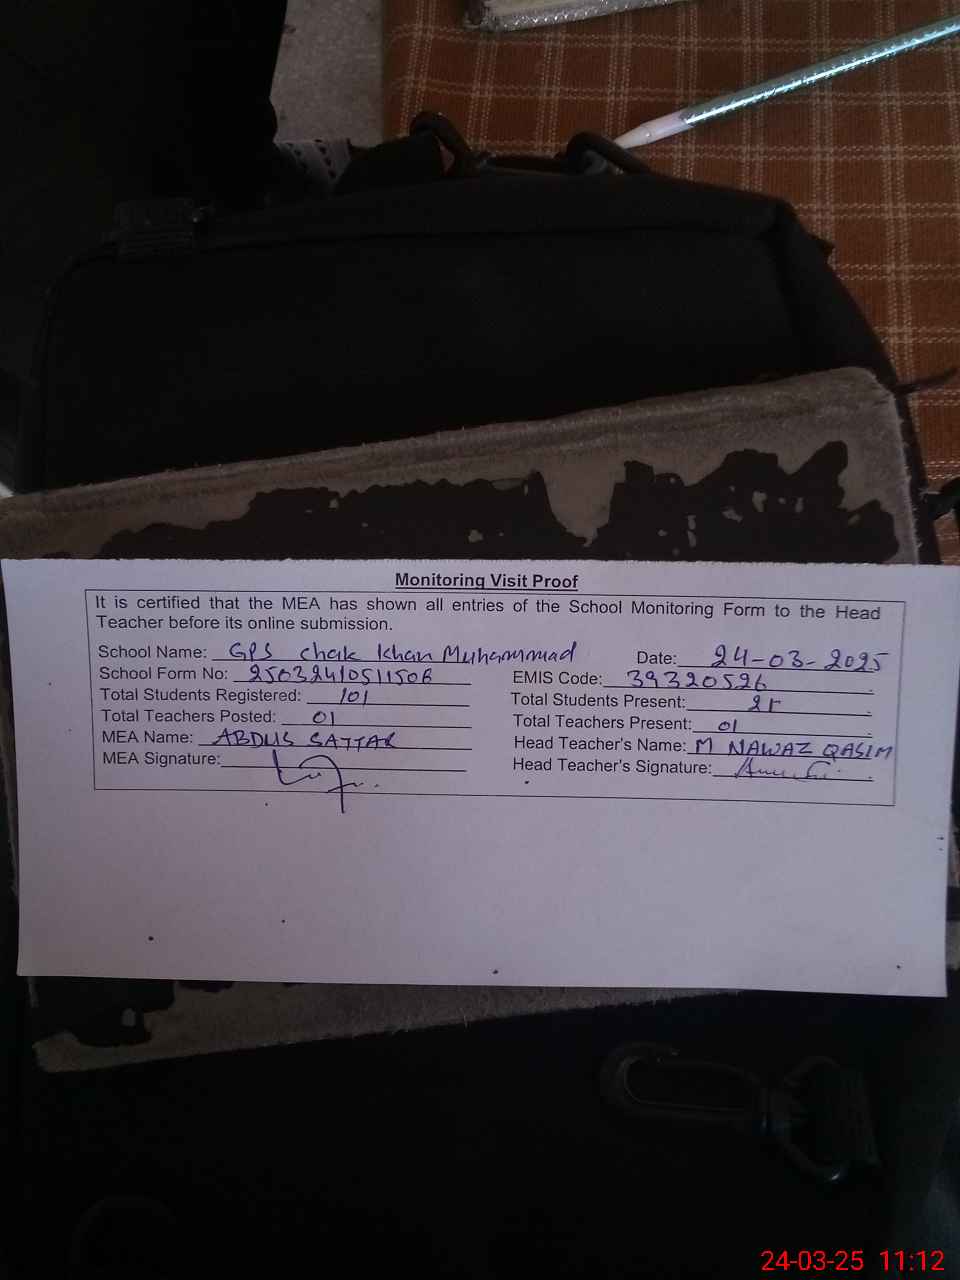 Monitoring Visit Proof
It is certified that the MEA has shown all entries of the School Monitoring Form to the Head
Teacher before its online submission.
School Name: GPS Chak Khan Muhammad Date: 24-03-2025
School Form No: EMIS Code: 39320526
Total Students Registered: 101 Total Students Present:
Total Teachers Posted: 01 Total Teachers Present: 01
MEA Name: ABDUS SATTAR Head Teacher's Name: M NAWAZ QASIM
MEA Signature: Head Teacher's Signature:
24-03-25 11:12